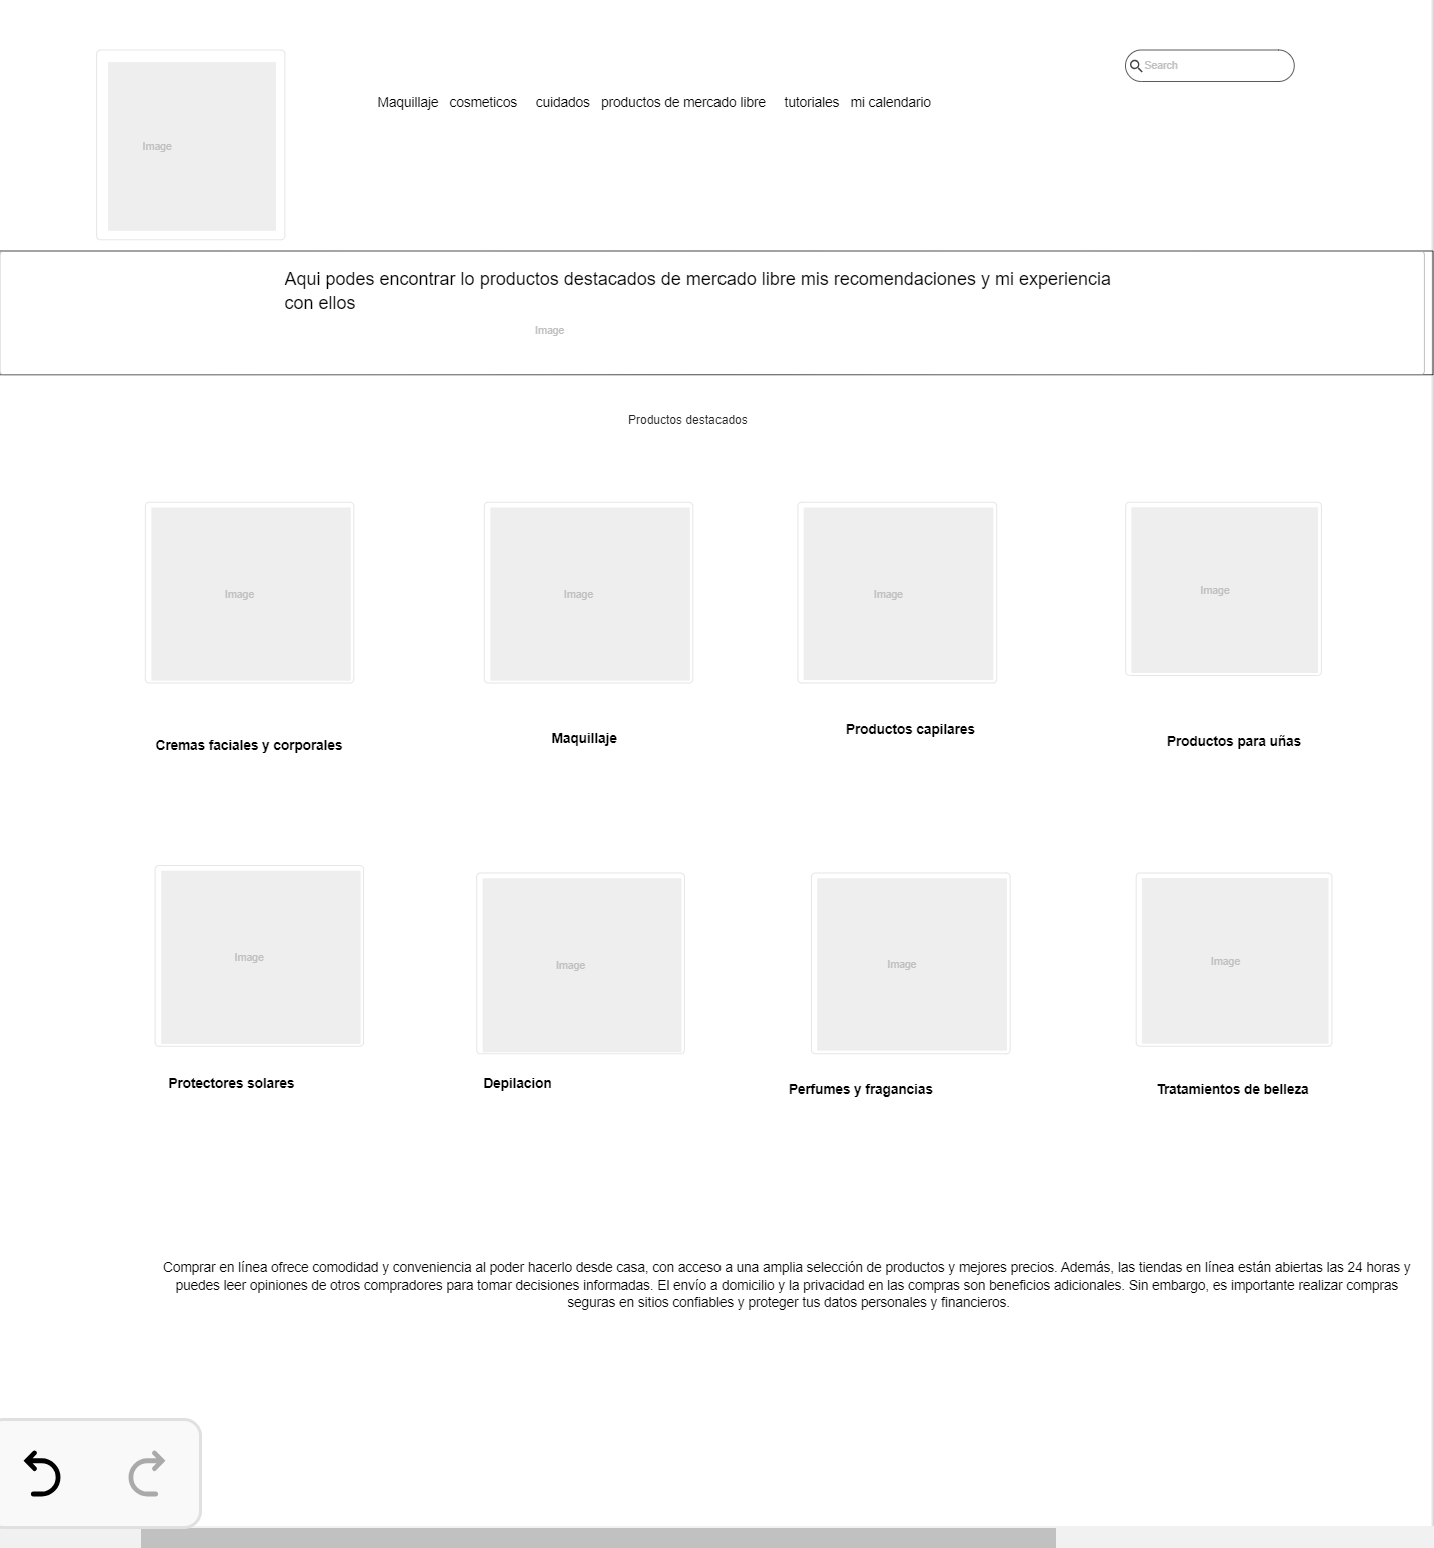 Search
Image
Maquillaje cosmeticos cuidados productos de mercado libre tutoriales mi calendario
Aqui podes encontrar lo productos destacados de mercado libre mis recomendaciones y mi experiencia
con ellos
Image
Productos destacados
Image
Image
Image
Image
Cremas faciales y corporales
Maquillaje
Productos capilares
Productos para uñas
Image
Image
Image
Image
Protectores solares
Depilacion
Perfumes y fragancias
Tratamientos de belleza
Comprar en línea ofrece comodidad y conveniencia al poder hacerlo desde casa, con acceso a una amplia selección de productos y mejores precios. Además, las tiendas en línea están abiertas las 24 horas y
puedes leer opiniones de otros compradores para tomar decisiones informadas. El envío a domicilio y la privacidad en las compras son beneficios adicionales. Sin embargo, es importante realizar compras
seguras en sitios confiables y proteger tus datos personales y financieros.